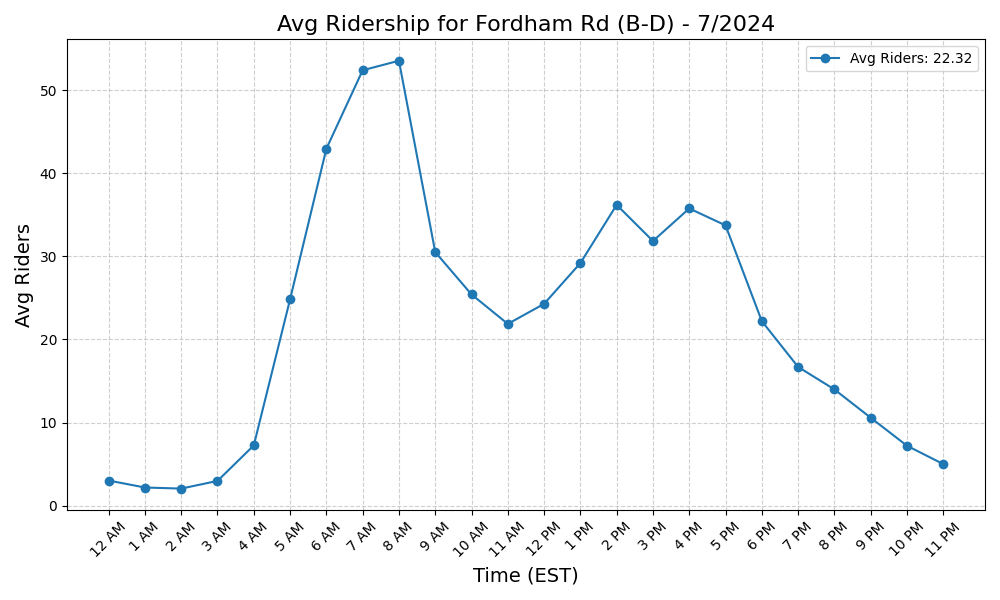 Avg Ridership for Fordham Rd (B-D) - 7/2024
Avg Riders: 22.32
Avg Riders
50
40
30
20
10
0
12 AM
1 AM
2 AM
3 AM
4 AM
5 AM
6 AM
7 AM
8 AM
9 AM
10 AM
11 AM
12 PM
1 PM
2 PM
3 PM
4 PM
5 PM
6 PM
7 PM
8 PM
9 PM
10 PM
11 PM
Time (EST)